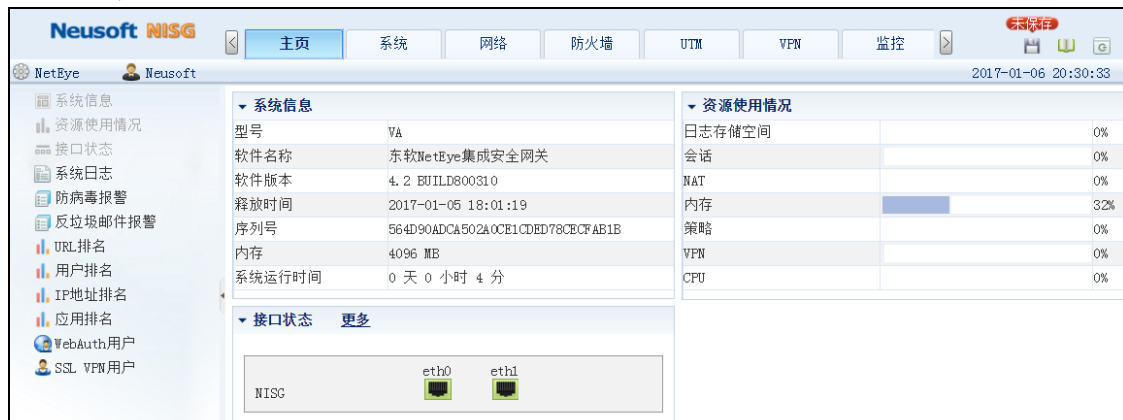 Neusoft NISG
主页 系统 网络 防火墙 UTM VPN 监控
未保存
NetEye Neusoft 2017-01-06 20:30:33
系统信息
资源使用情况
接口状态
系统日志
防病毒报警
反垃圾邮件报警
URL排名
用户排名
IP地址排名
应用排名
WebAuth用户
SSL VPN用户
系统信息
型号 VA
软件名称 东软NetEye集成安全网关
软件版本 4.2 BUILD800310
释放时间 2017-01-05 18:01:19
序列号 564D90ADCA502A0CE1CDED78CECFAB1B
内存 4096 MB
系统运行时间 0 天 0 小时 4 分
资源使用情况
日志存储空间 0%
会话 0%
NAT 0%
内存 32%
策略 0%
VPN 0%
CPU 0%
接口状态 更多
eth0 eth1
NISG